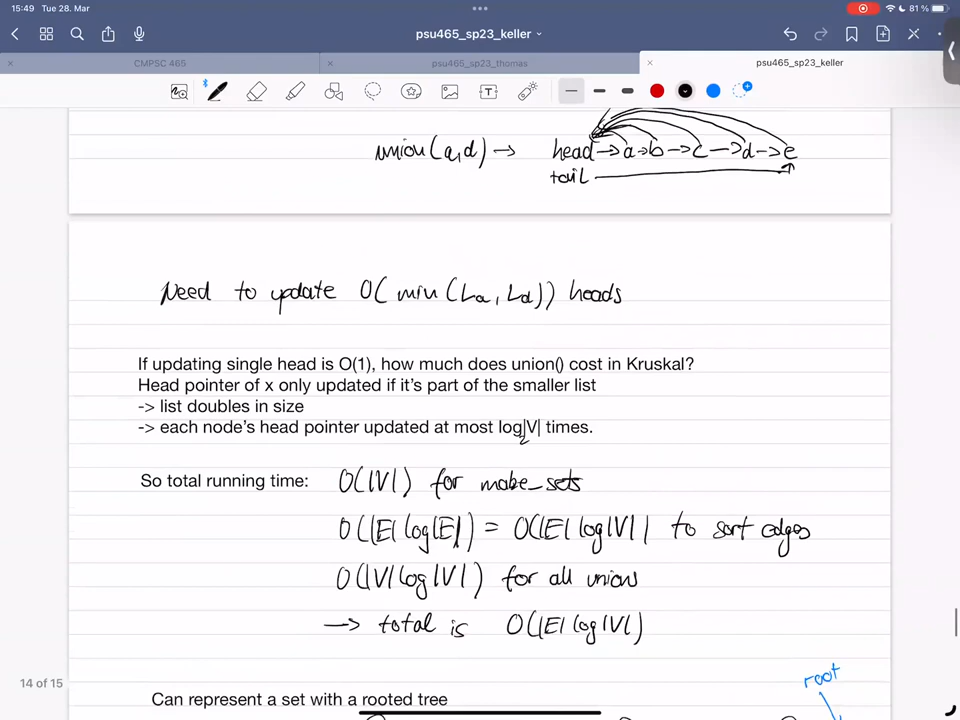 15:49 Tue 28. Mar
81 %
psu465_sp23_keller
CMPSC 465
psu465_sp23_thomas
psu465_sp23_keller
union(a,d) → head → a → b → c → d → e
tail
Need to update O( min (La, Ld)) heads
If updating single head is O(1), how much does union() cost in Kruskal?
Head pointer of x only updated if it's part of the smaller list
-> list doubles in size
-> each node's head pointer updated at most log₂|V| times.
So total running time: O(|V|) for make_sets
O(|E| log|E|) = O(|E| log|V|) to sort edges
O(|V| log|V|) for all unions
→ total is O(|E| log|V|)
root
14 of 15
Can represent a set with a rooted tree